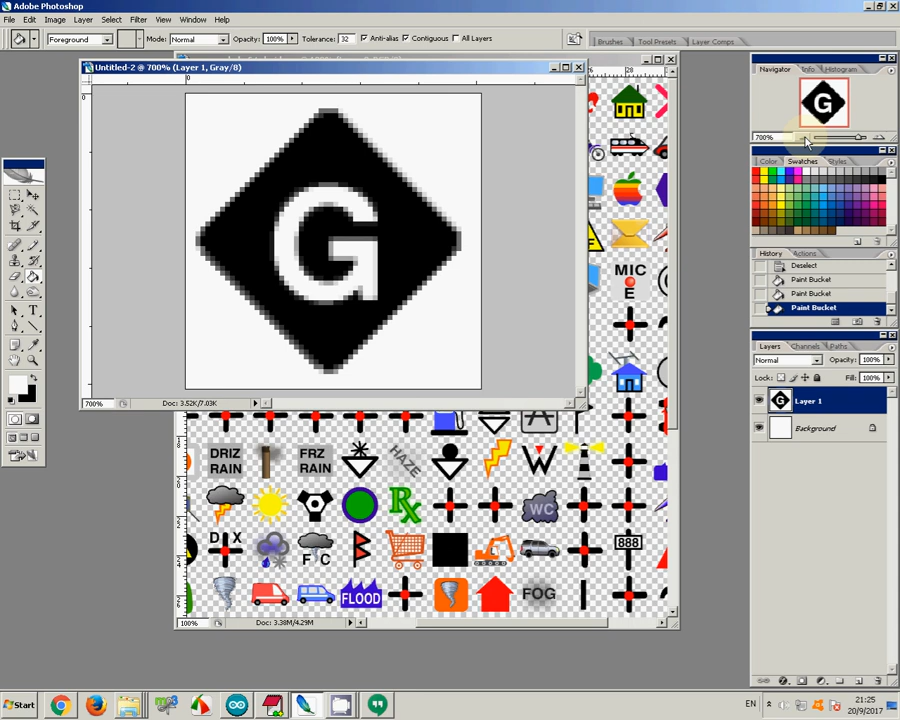 Adobe Photoshop
File Edit Image Layer Select Filter View Window Help
Foreground Mode: Normal Opacity: 100% Tolerance: 32 Anti-alias Contiguous All Layers
Brushes Tool Presets Layer Comps
Untitled-2 @ 700% (Layer 1, Gray/8)
0
28
Navigator Info Histogram
G
700%
Color Swatches Styles
History Actions
Deselect
Paint Bucket
Paint Bucket
Paint Bucket
Layers Channels Paths
Normal Opacity: 100%
Lock: Fill: 100%
Layer 1
Background
G
MIC
E
700% Doc: 3.52K/7.03K
DRIZ
RAIN
FRZ
RAIN
HAZE
W
Rx
WC
D X
F C
888
FLOOD
FOG
100% Doc: 3.38M/4.29M
Start
EN
21:25
20/9/2017